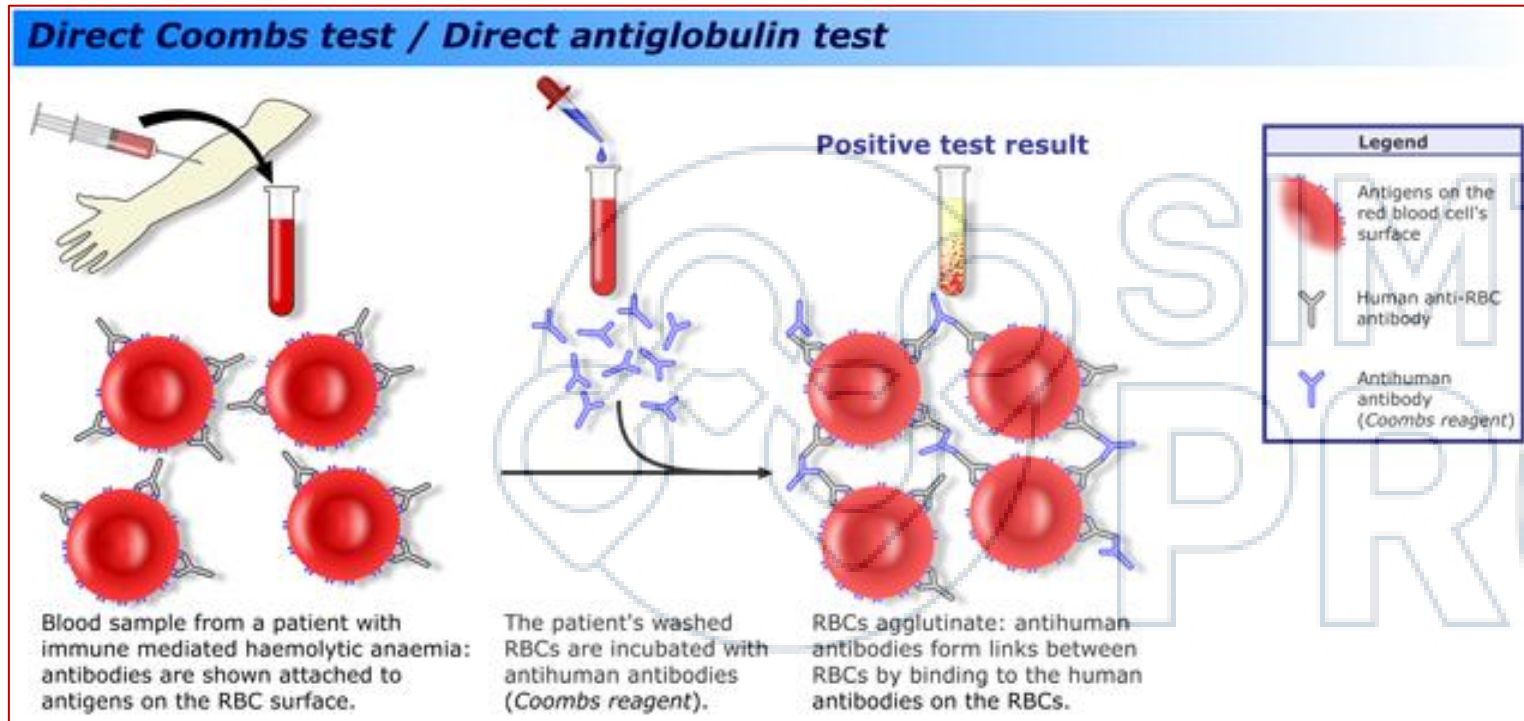 Direct Coombs test / Direct antiglobulin test
Positive test result
Legend
Antigens on the
red blood cell's
surface
Human anti-RBC
antibody
Antihuman
antibody
(Coombs reagent)
Blood sample from a patient with
immune mediated haemolytic anaemia:
antibodies are shown attached to
antigens on the RBC surface.
The patient's washed
RBCs are incubated with
antihuman antibodies
(Coombs reagent).
RBCs agglutinate: antihuman
antibodies form links between
RBCs by binding to the human
antibodies on the RBCs.